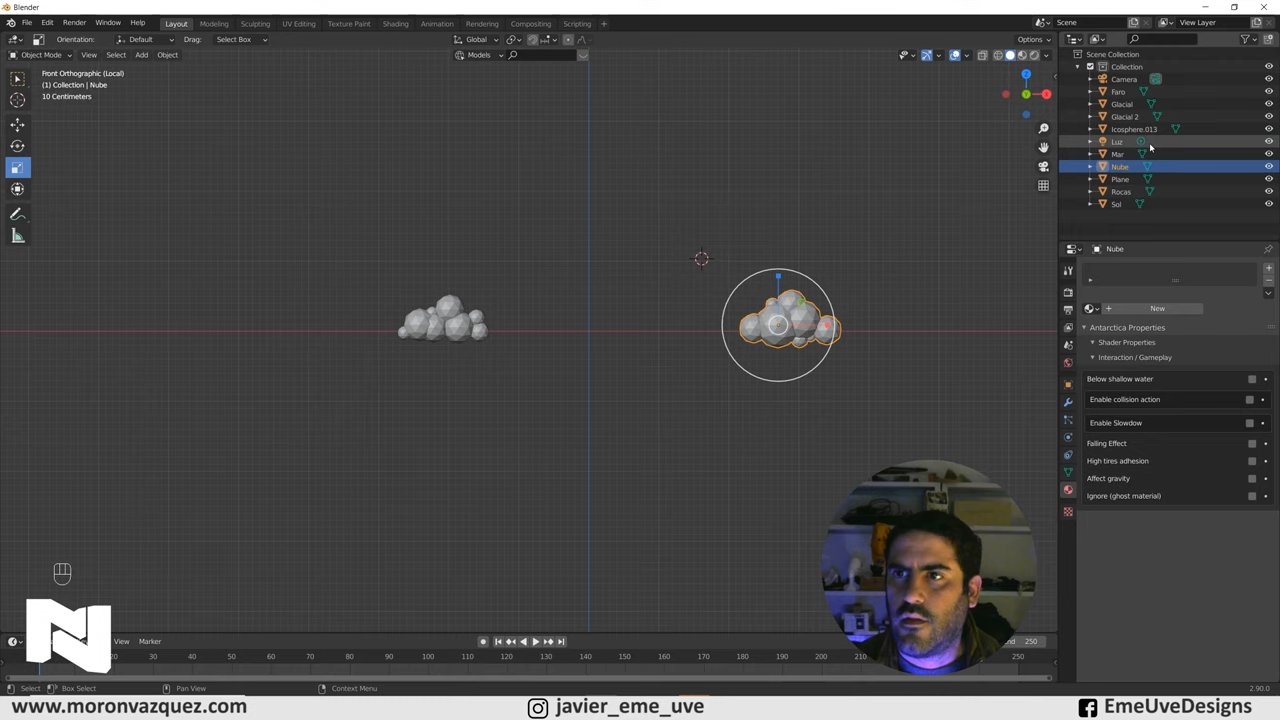 Blender
File Edit Render Window Help Layout Modeling Sculpting UV Editing Texture Paint Shading Animation Rendering Compositing Scripting + Scene View Layer
Orientation: Default Drag: Select Box Global Options
Object Mode View Select Add Object Models
Front Orthographic (Local)
(1) Collection | Nube
10 Centimeters
Scene Collection
Collection
Camera
Faro
Glacial
Glacial 2
Icosphere.013
Luz
Mar
Nube
Plane
Rocas
Sol
Nube
New
Antarctica Properties
Shader Properties
Interaction / Gameplay
Below shallow water
Enable collision action
Enable Slowdow
Falling Effect
High tires adhesion
Affect gravity
Ignore (ghost material)
N
View Marker
250
20 30 40 50 60 70 80 90 100 110 120 130 140 150 160 170 180 190 200 210 250
Select Box Select Pan View Context Menu 2.90.0
www.moronvazquez.com javier_eme_uve EmeUveDesigns